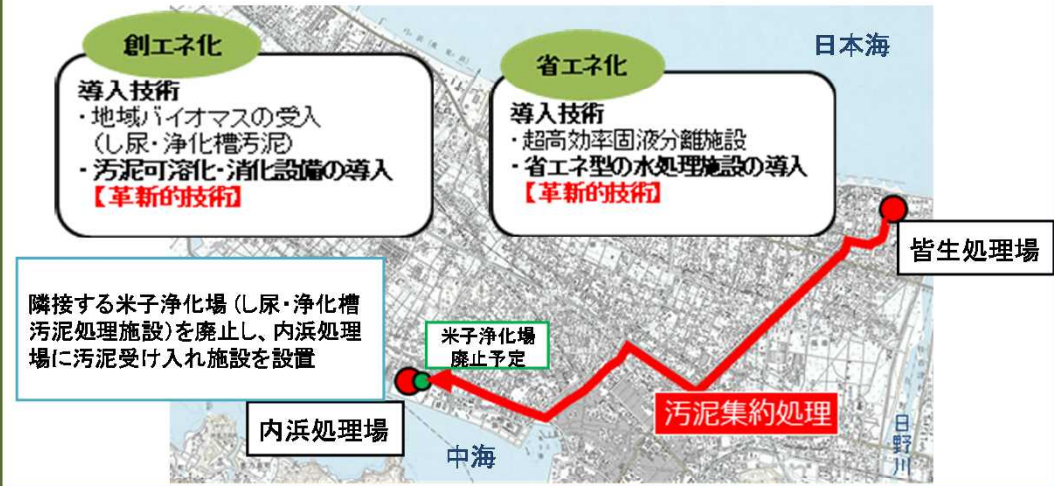 創エネ化
導入技術
・地域バイオマスの受入
(し尿・浄化槽汚泥)
・汚泥可溶化・消化設備の導入
【革新的技術】
省エネ化
導入技術
・超高効率固液分離施設
・省エネ型の水処理施設の導入
【革新的技術】
日本海
皆生処理場
隣接する米子浄化場(し尿・浄化槽
汚泥処理施設)を廃止し、内浜処理
場に汚泥受け入れ施設を設置
米子浄化場
廃止予定
内浜処理場
中海
汚泥集約処理
日野川